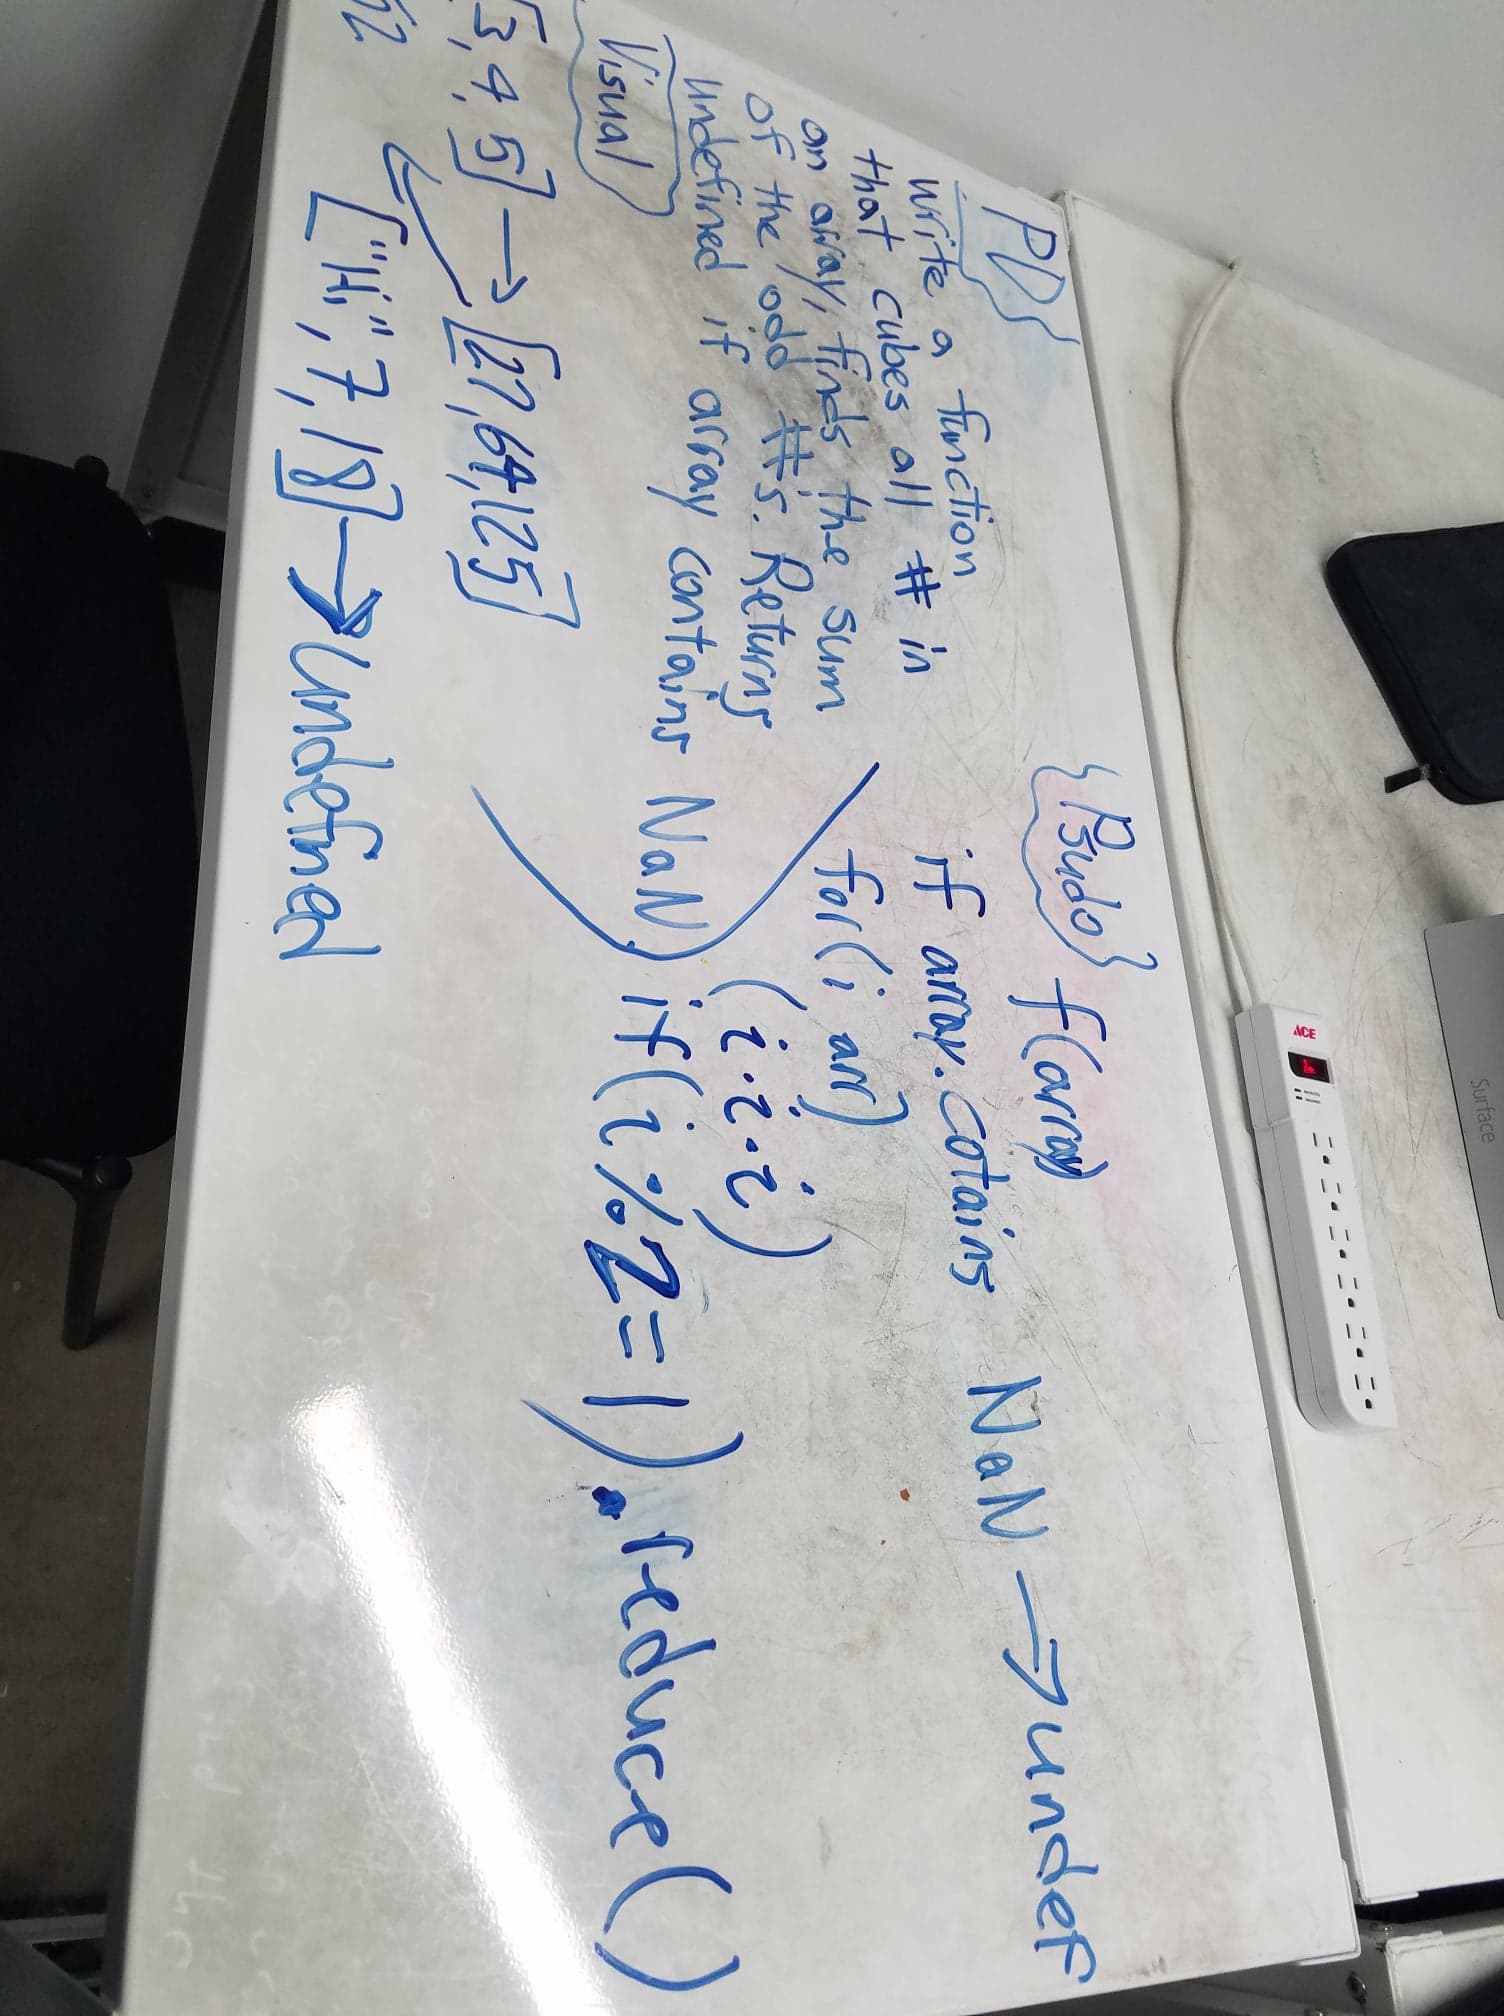 PD
write a function
that cubes all # in
an array, finds the sum
of the odd #s. Returns
undefined if array contains NaN
Visual
[3, 4, 5] → [27, 64, 125]
152
["Hi", 7, 18] → undefined
{Psudo} f(array)
if array.cotains NaN → undef
for(i arr)
(i·i·i)
if(i%2=1).reduce()
ACE
Surface